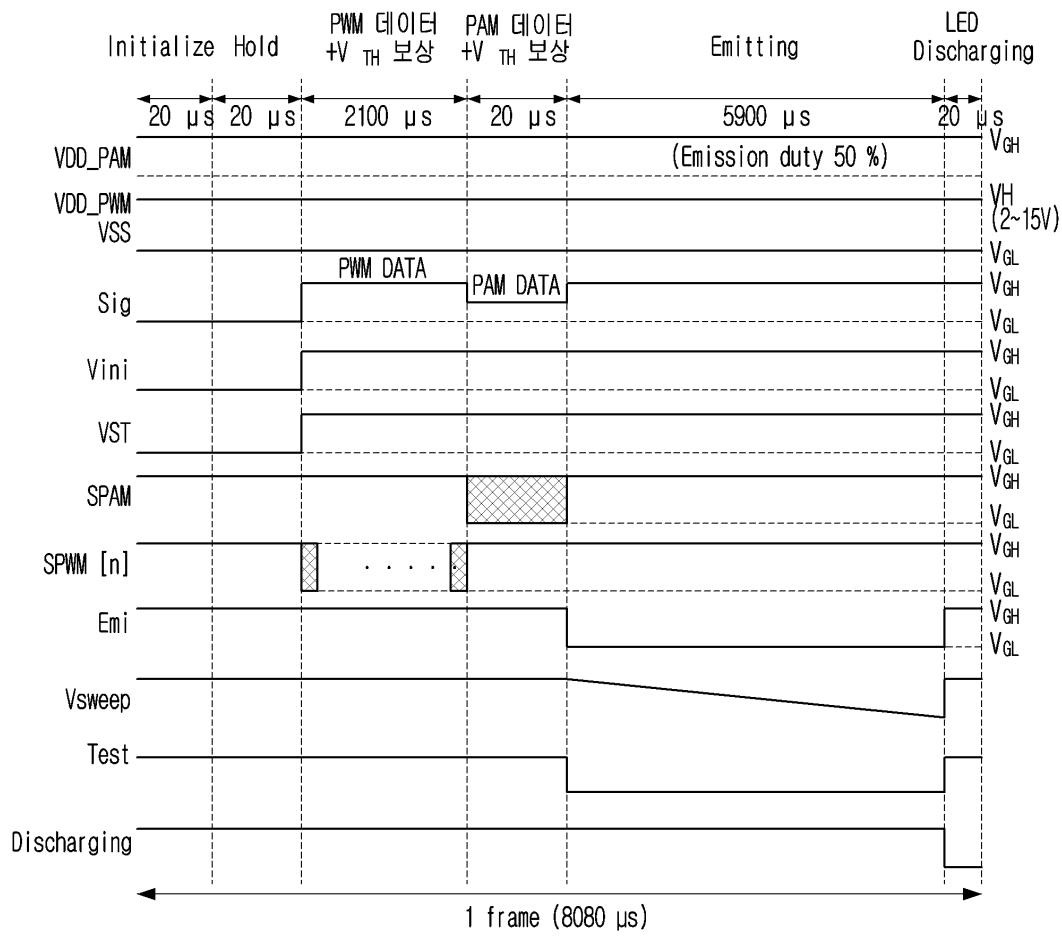 Initialize
Hold
PWM 데이터
+V TH 보상
PAM 데이터
+V TH 보상
Emitting
LED
Discharging
20 μs
20 μs
2100 μs
20 μs
5900 μs
20 μs
VDD_PAM
(Emission duty 50 %)
VGH
VDD_PWM
VH
(2~15V)
VSS
VGL
Sig
PWM DATA
PAM DATA
VGH
VGL
Vini
VGH
VGL
VST
VGH
VGL
SPAM
VGH
VGL
SPWM [n]
. . . . .
VGH
VGL
Emi
VGH
VGL
Vsweep
Test
Discharging
1 frame (8080 μs)